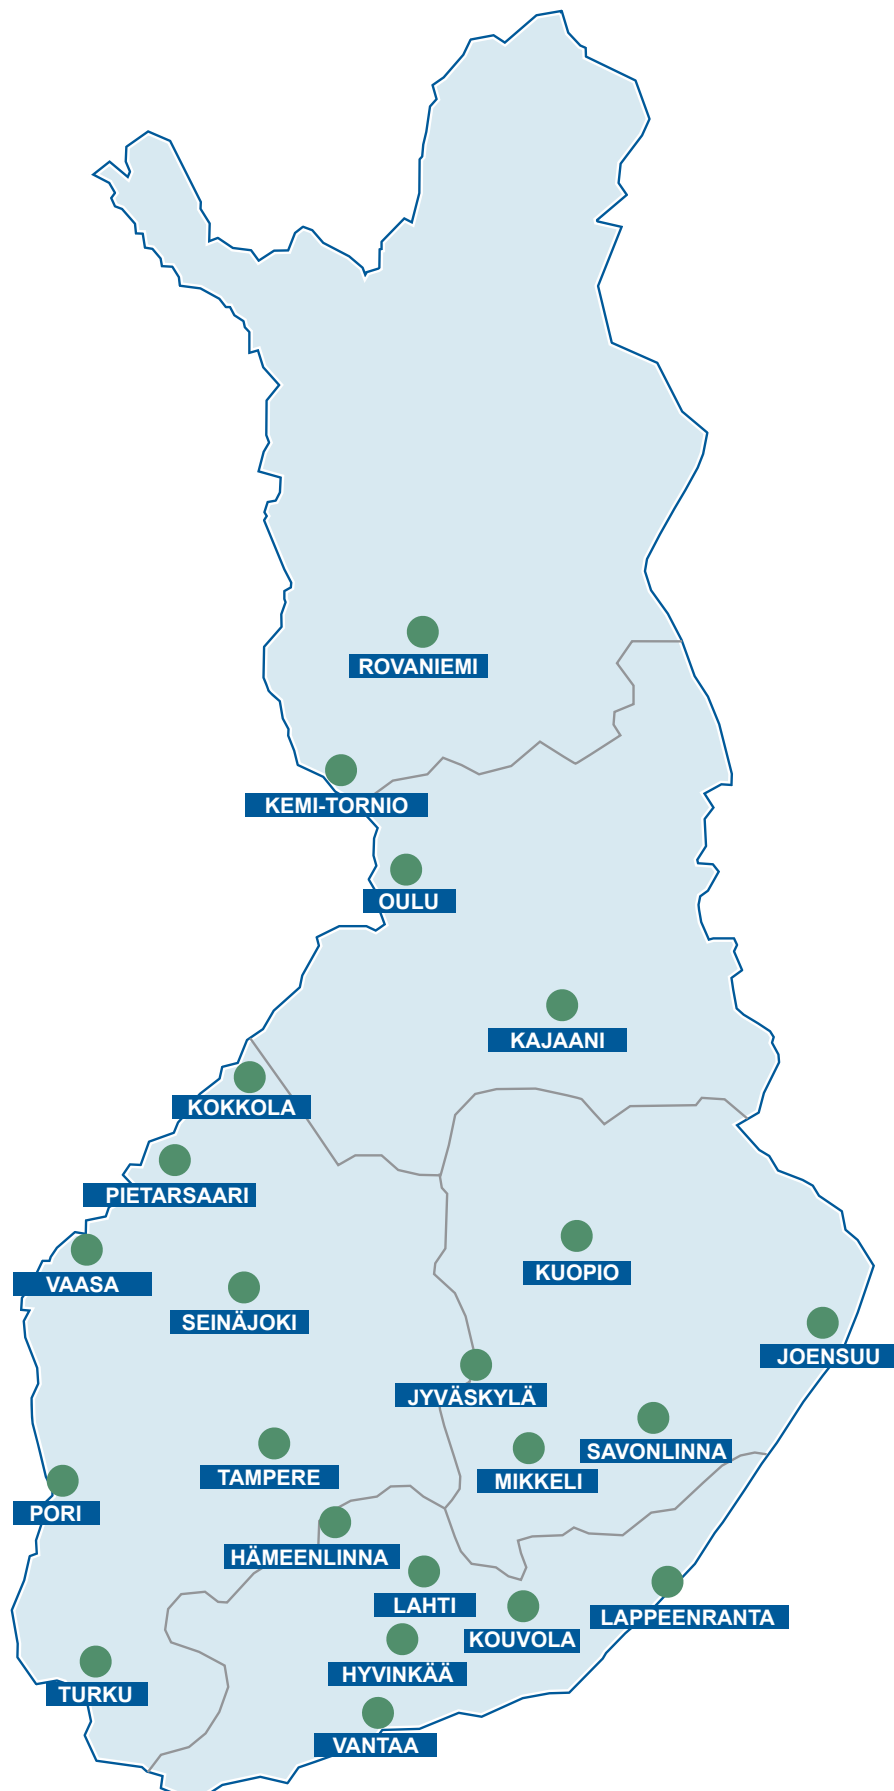 ROVANIEMI
KEMI-TORNIO
OULU
KAJAANI
KOKKOLA
PIETARSAARI
VAASA
KUOPIO
SEINÄJOKI
JOENSUU
JYVÄSKYLÄ
SAVONLINNA
TAMPERE
MIKKELI
PORI
HÄMEENLINNA
LAHTI
LAPPEENRANTA
KOUVOLA
HYVINKÄÄ
TURKU
VANTAA